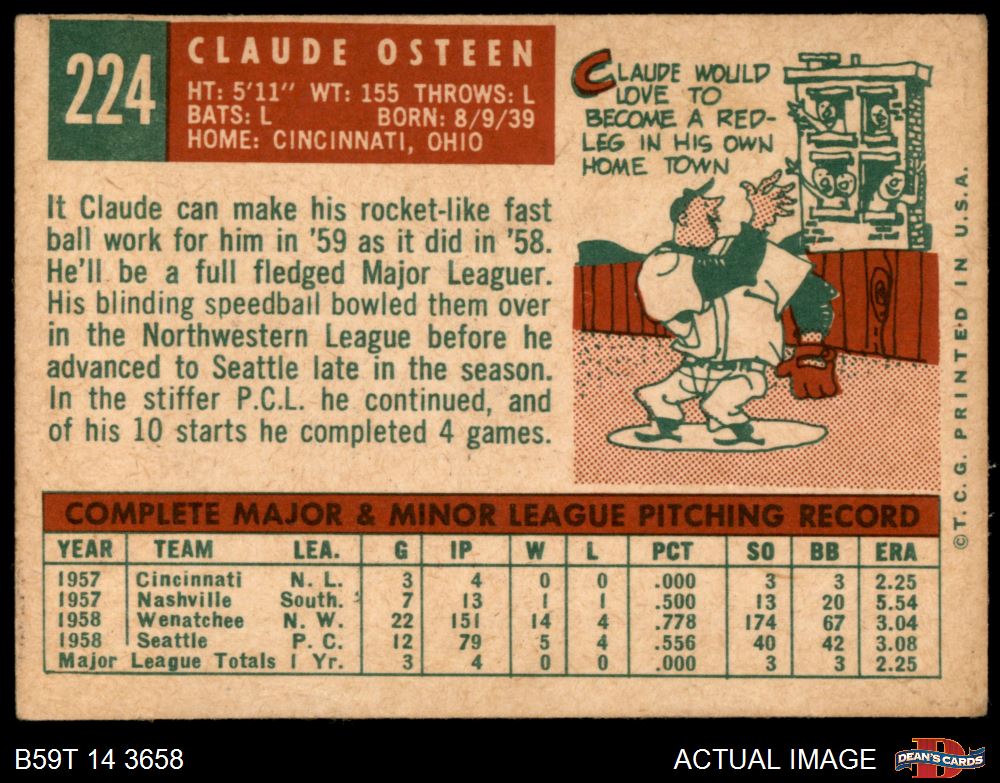 224
CLAUDE OSTEEN
HT: 5'11" WT: 155 THROWS: L
BATS: L BORN: 8/9/39
HOME: CINCINNATI, OHIO
CLAUDE WOULD
LOVE TO
BECOME A RED-
LEG IN HIS OWN
HOME TOWN
It Claude can make his rocket-like fast
ball work for him in '59 as it did in '58.
He'll be a full fledged Major Leaguer.
His blinding speedball bowled them over
in the Northwestern League before he
advanced to Seattle late in the season.
In the stiffer P.C.L. he continued, and
of his 10 starts he completed 4 games.
©T.C.G. PRINTED IN U.S.A.
COMPLETE MAJOR & MINOR LEAGUE PITCHING RECORD
YEAR TEAM LEA. G IP W L PCT SO BB ERA
1957 Cincinnati N. L. 3 4 0 0 .000 3 3 2.25
1957 Nashville South. 7 13 1 1 .500 13 20 5.54
1958 Wenatchee N. W. 22 151 14 4 .778 174 67 3.04
1958 Seattle P. C. 12 79 5 4 .556 40 42 3.08
Major League Totals 1 Yr. 3 4 0 0 .000 3 3 2.25
B59T 14 3658
ACTUAL IMAGE
DEAN'S CARDS